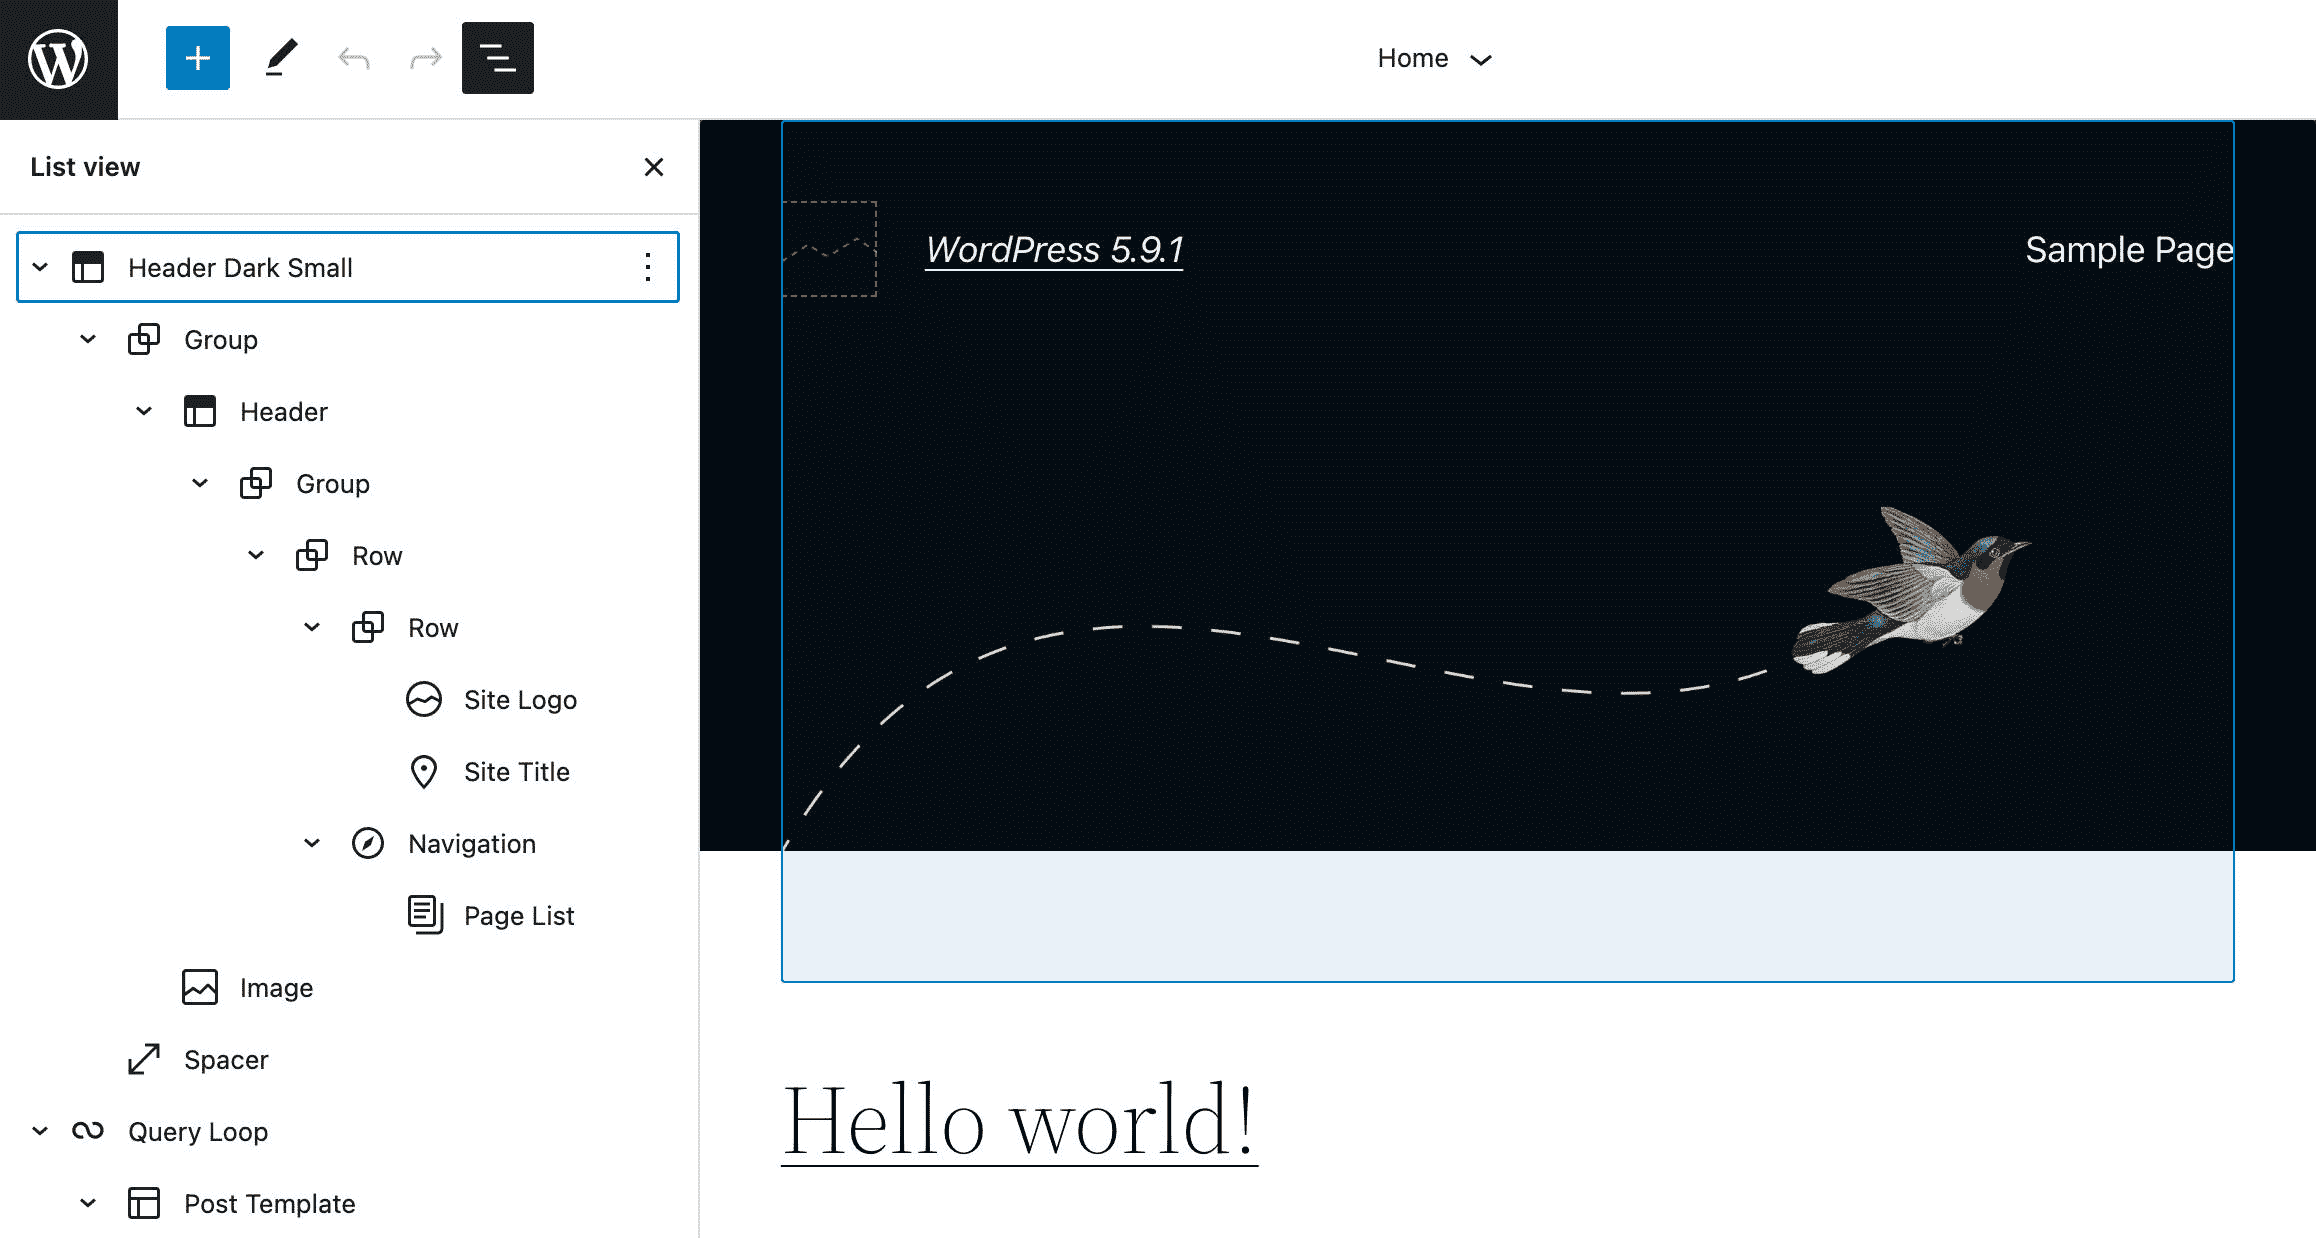 Home
List view
Header Dark Small
Group
Header
Group
Row
Row
Site Logo
Site Title
Navigation
Page List
Image
Spacer
Query Loop
Post Template
WordPress 5.9.1
Sample Page
Hello world!